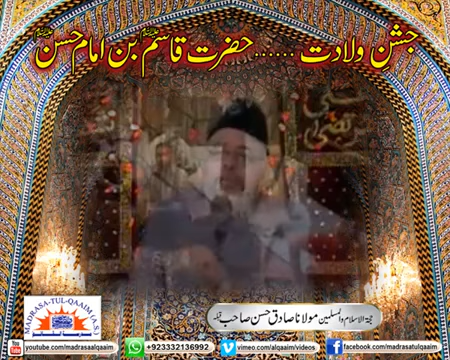 جشن ولادت ...... حضرت قاسمؑ بن امام حسنؑ
MADRASA-TUL-QAAIM (A.S)
حجۃ الاسلام والمسلمین مولانا صادق حسن صاحب قبلہ
youtube.com/madrasaalqaaim +923332136992 vimeo.com/alqaaim/videos facebook.com/madrasatulqaaim